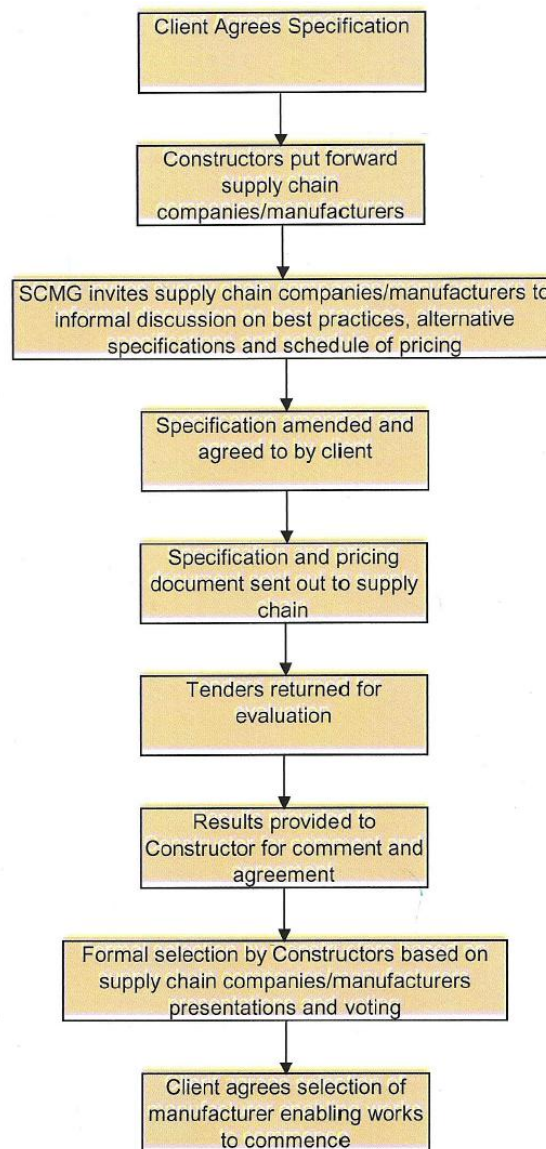 Client Agrees Specification
Constructors put forward
supply chain
companies/manufacturers
SCMG invites supply chain companies/manufacturers to
informal discussion on best practices, alternative
specifications and schedule of pricing
Specification amended and
agreed to by client
Specification and pricing
document sent out to supply
chain
Tenders returned for
evaluation
Results provided to
Constructor for comment and
agreement
Formal selection by Constructors based on
supply chain companies/manufacturers
presentations and voting
Client agrees selection of
manufacturer enabling works
to commence